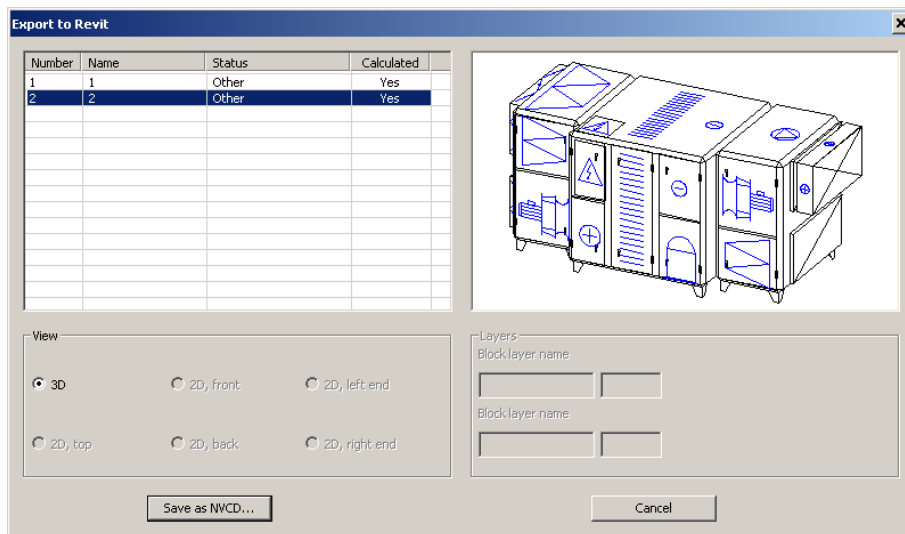 Export to Revit
Number Name Status Calculated
1 1 Other Yes
2 2 Other Yes
View
3D
2D, front
2D, left end
2D, top
2D, back
2D, right end
Layers
Block layer name
Block layer name
Save as NVCD...
Cancel